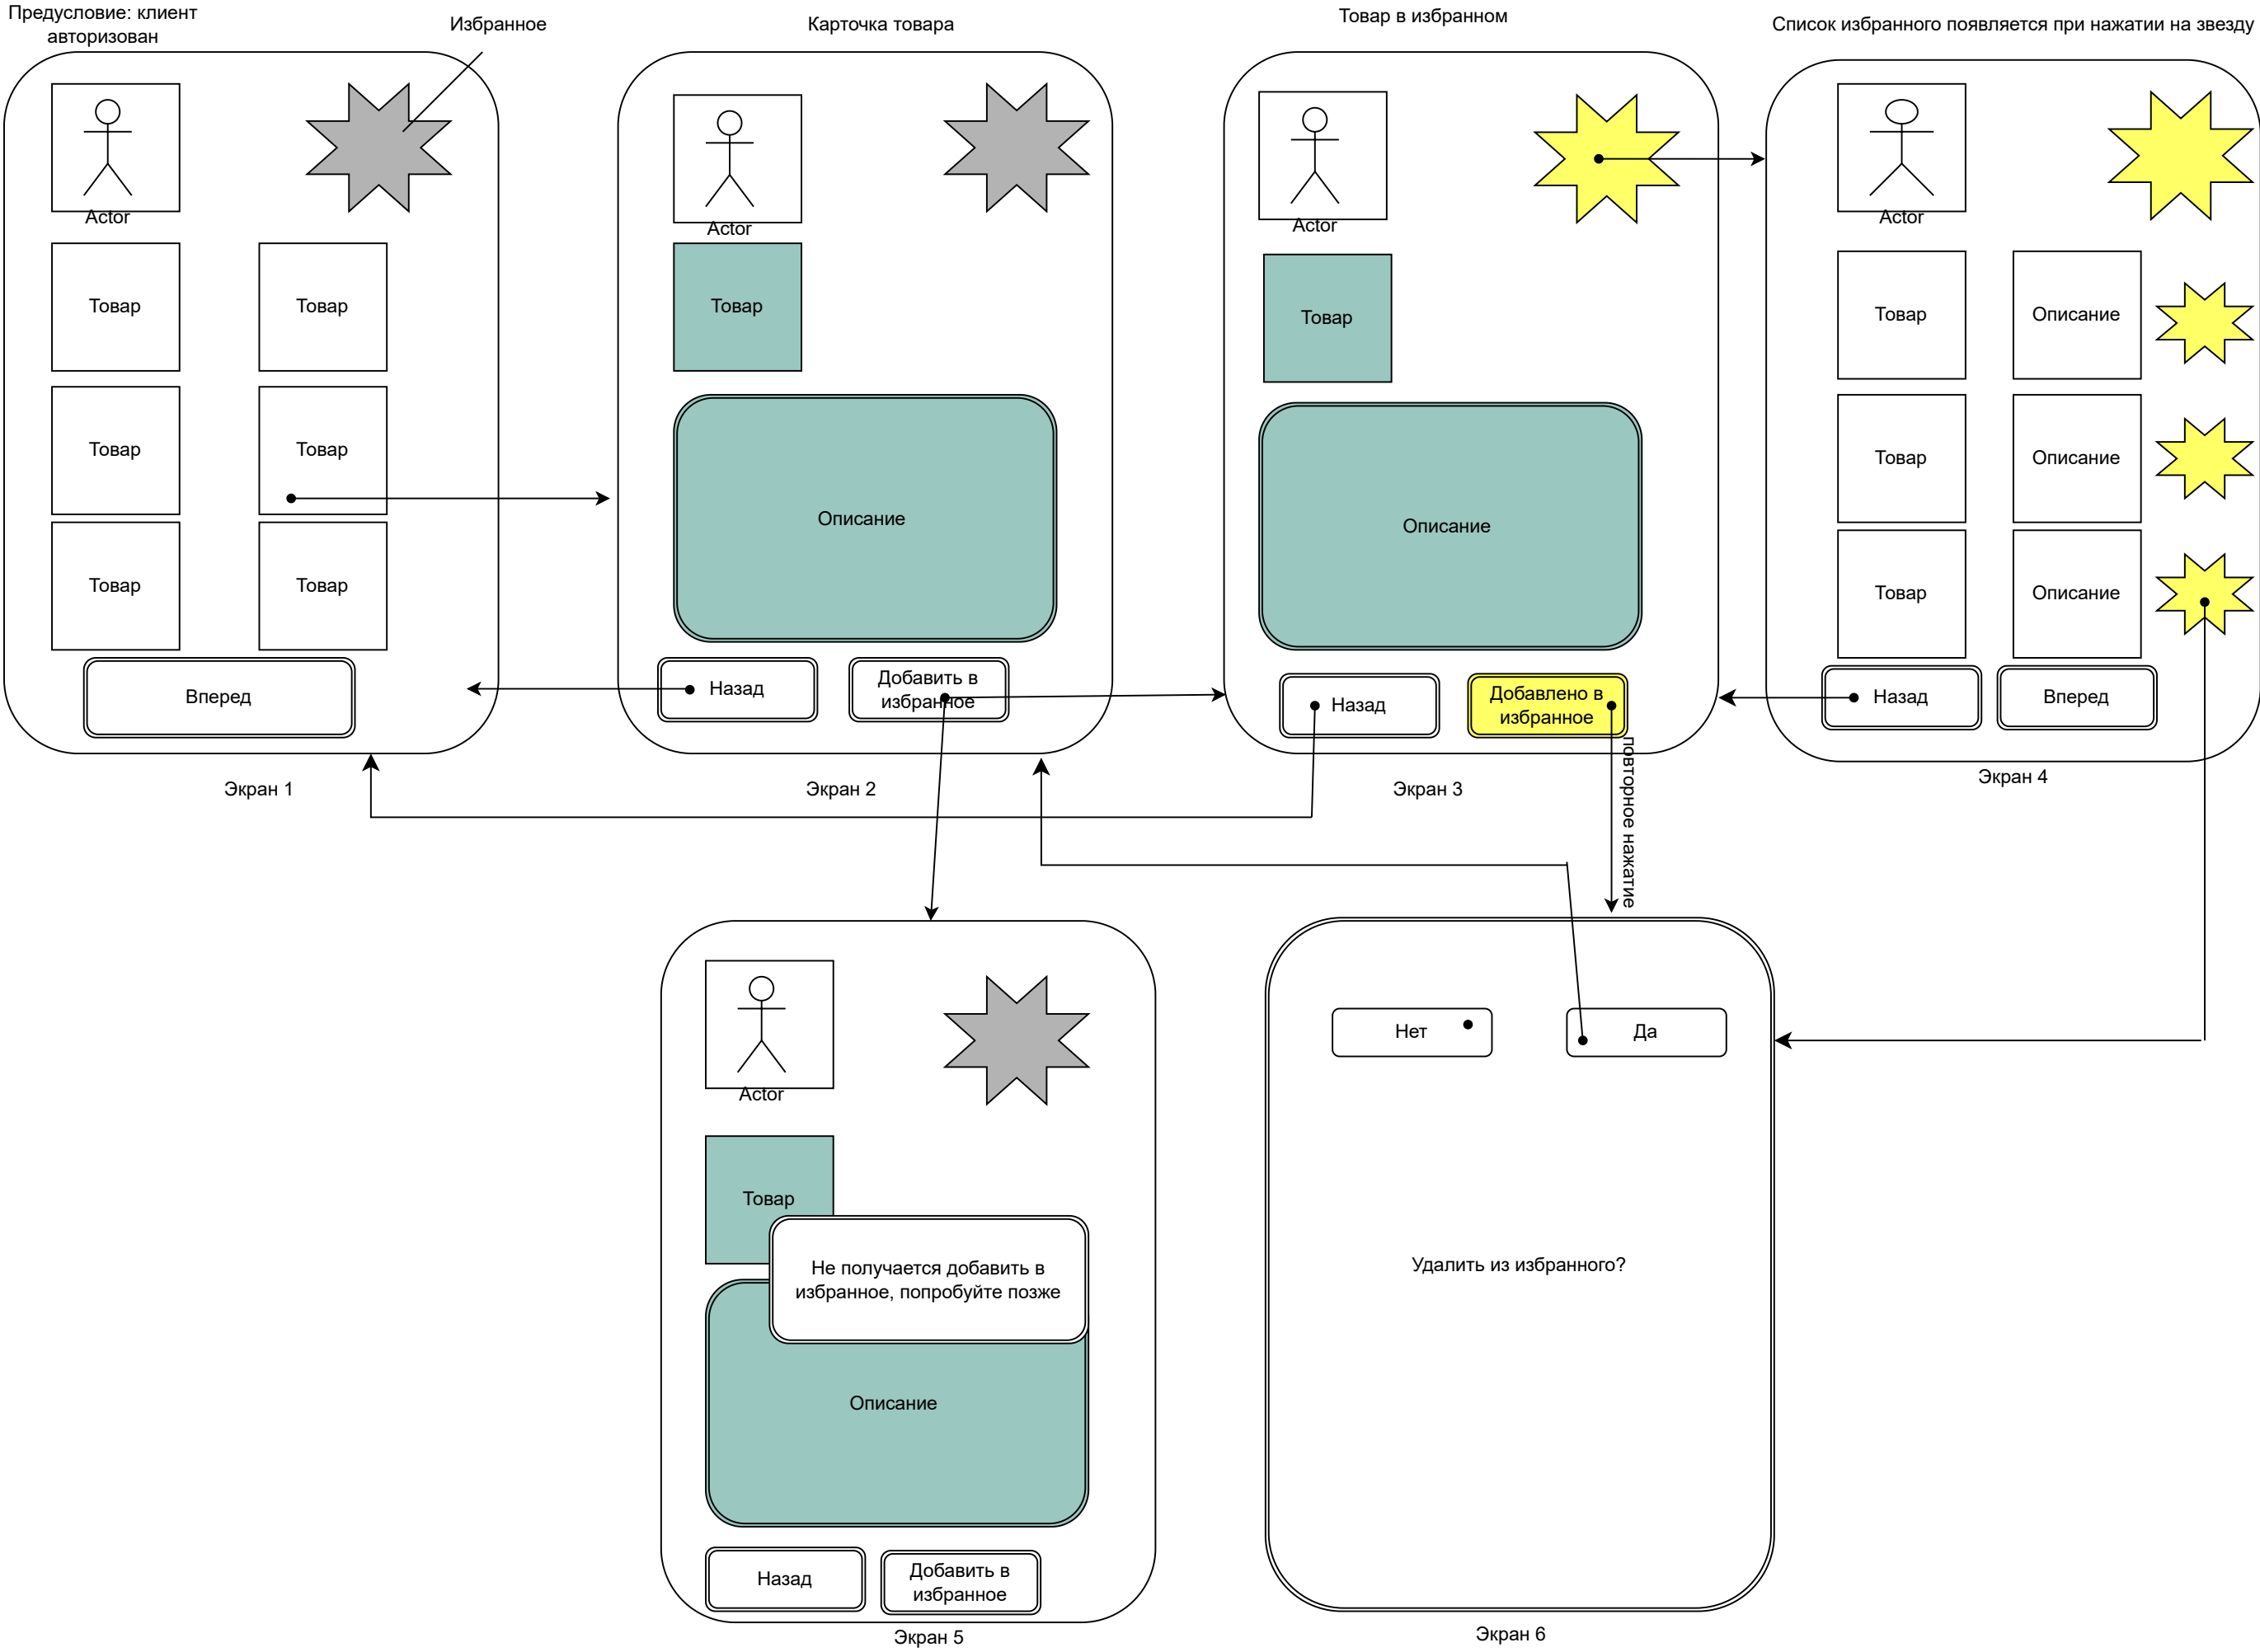 Предусловие: клиент
авторизован
Избранное
Карточка товара
Товар в избранном
Список избранного появляется при нажатии на звезду
Actor
Товар
Товар
Товар
Товар
Товар
Товар
Вперед
Экран 1
Actor
Товар
Описание
Назад
Добавить в
избранное
Экран 2
Actor
Товар
Описание
Назад
Добавлено в
избранное
повторное нажатие
Экран 3
Actor
Товар
Описание
Товар
Описание
Товар
Описание
Назад
Вперед
Экран 4
Actor
Товар
Не получается добавить в
избранное, попробуйте позже
Описание
Назад
Добавить в
избранное
Экран 5
Нет
Да
Удалить из избранного?
Экран 6